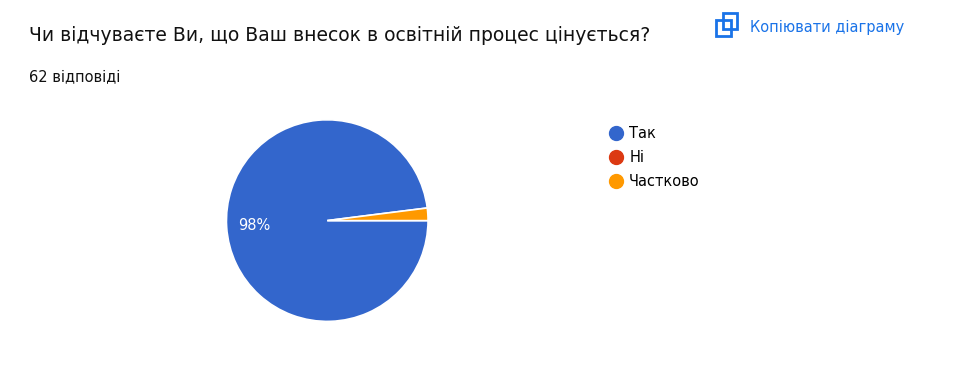 Чи відчуваєте Ви, що Ваш внесок в освітній процес цінується?
Копіювати діаграму
62 відповіді
Так
Ні
Частково
98%